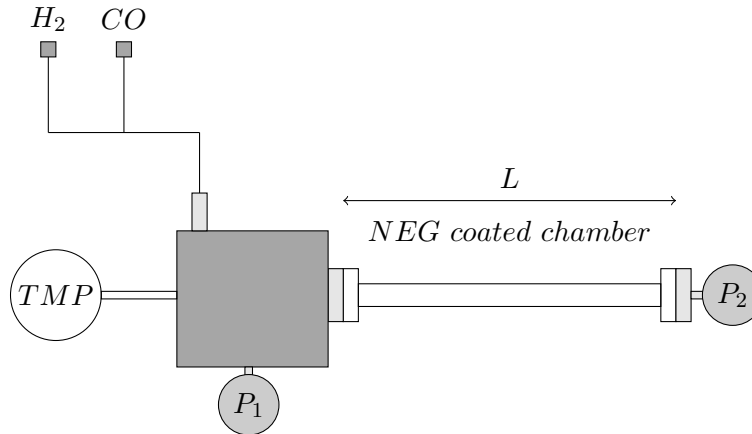 H₂ CO
L
NEG coated chamber
TMP
P₂
P₁